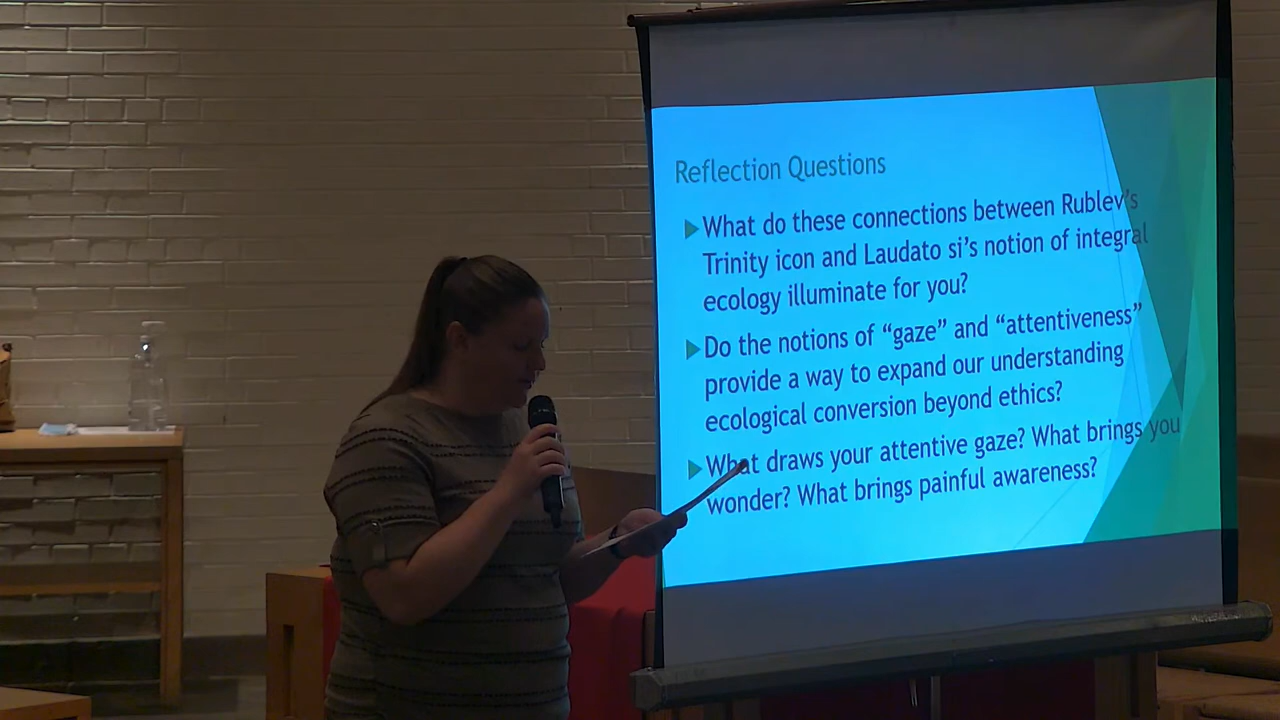 Reflection Questions
What do these connections between Rublev's
Trinity icon and Laudato si's notion of integral
ecology illuminate for you?
Do the notions of “gaze” and “attentiveness”
provide a way to expand our understanding
ecological conversion beyond ethics?
What draws your attentive gaze? What brings you
wonder? What brings painful awareness?